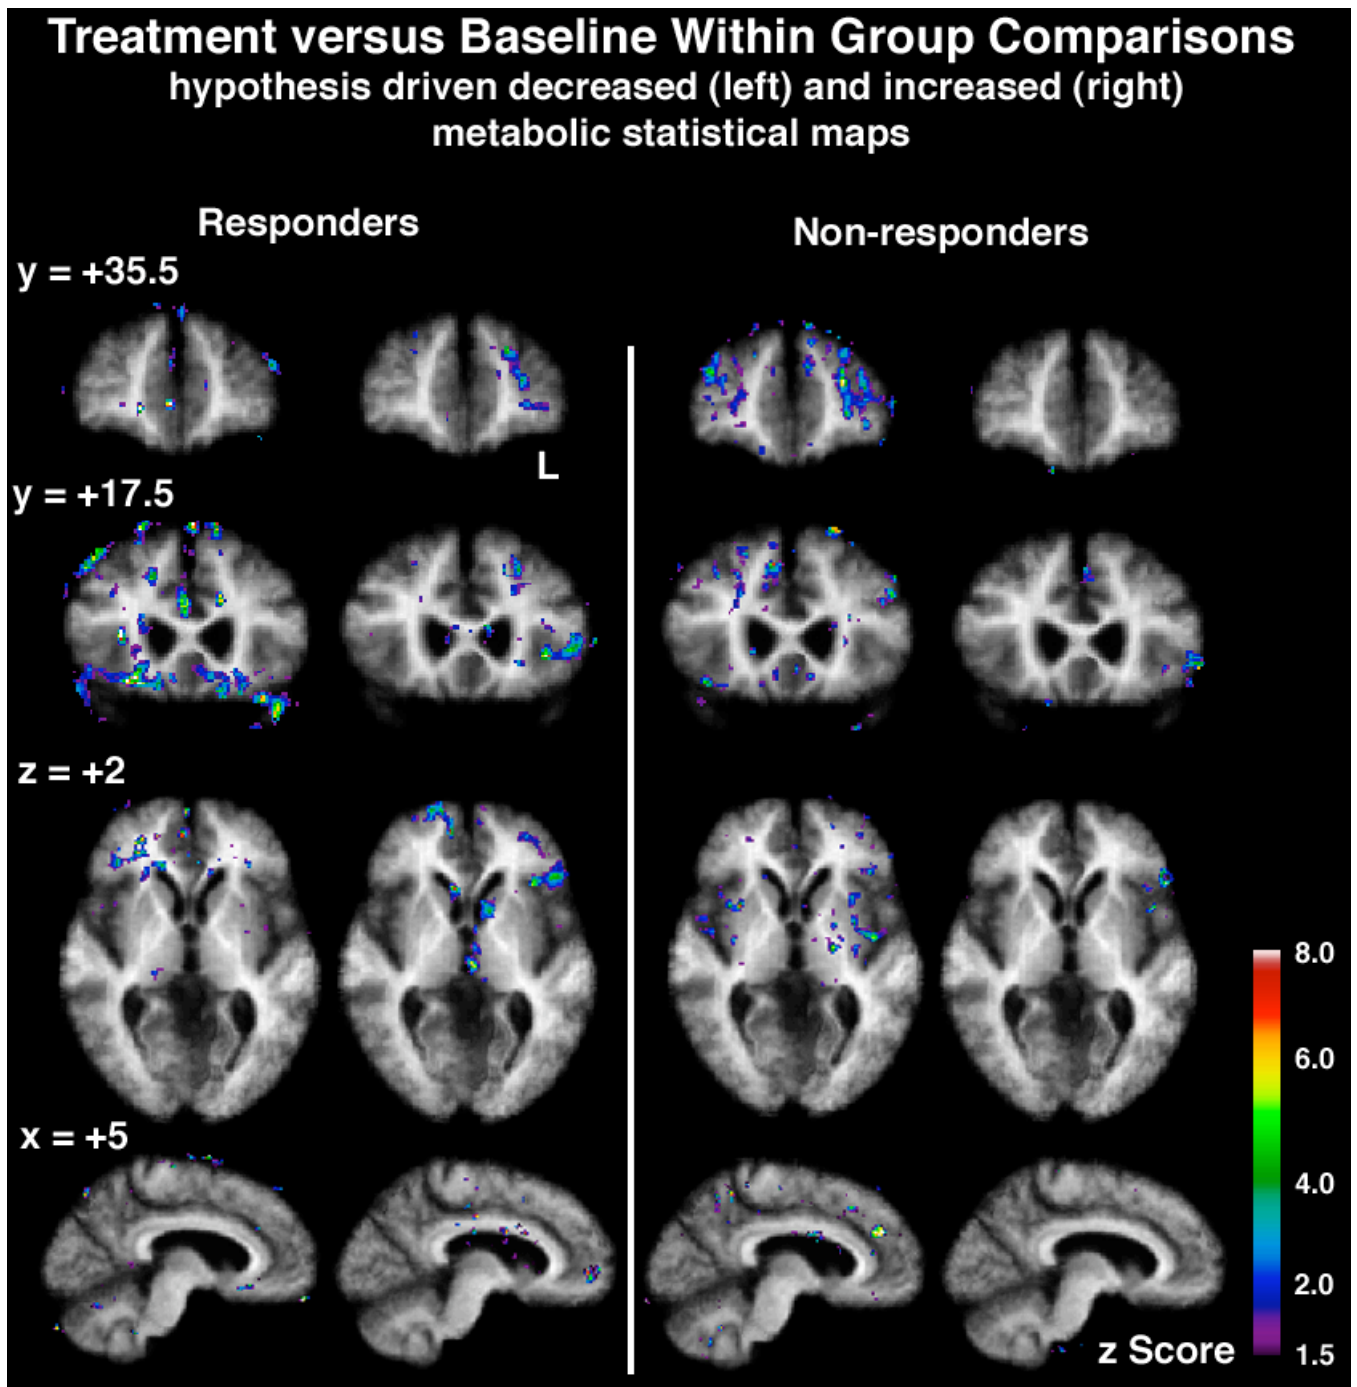 Treatment versus Baseline Within Group Comparisons
hypothesis driven decreased (left) and increased (right)
metabolic statistical maps
Responders
Non-responders
y = +35.5
L
y = +17.5
z = +2
x = +5
8.0
6.0
4.0
2.0
1.5
z Score